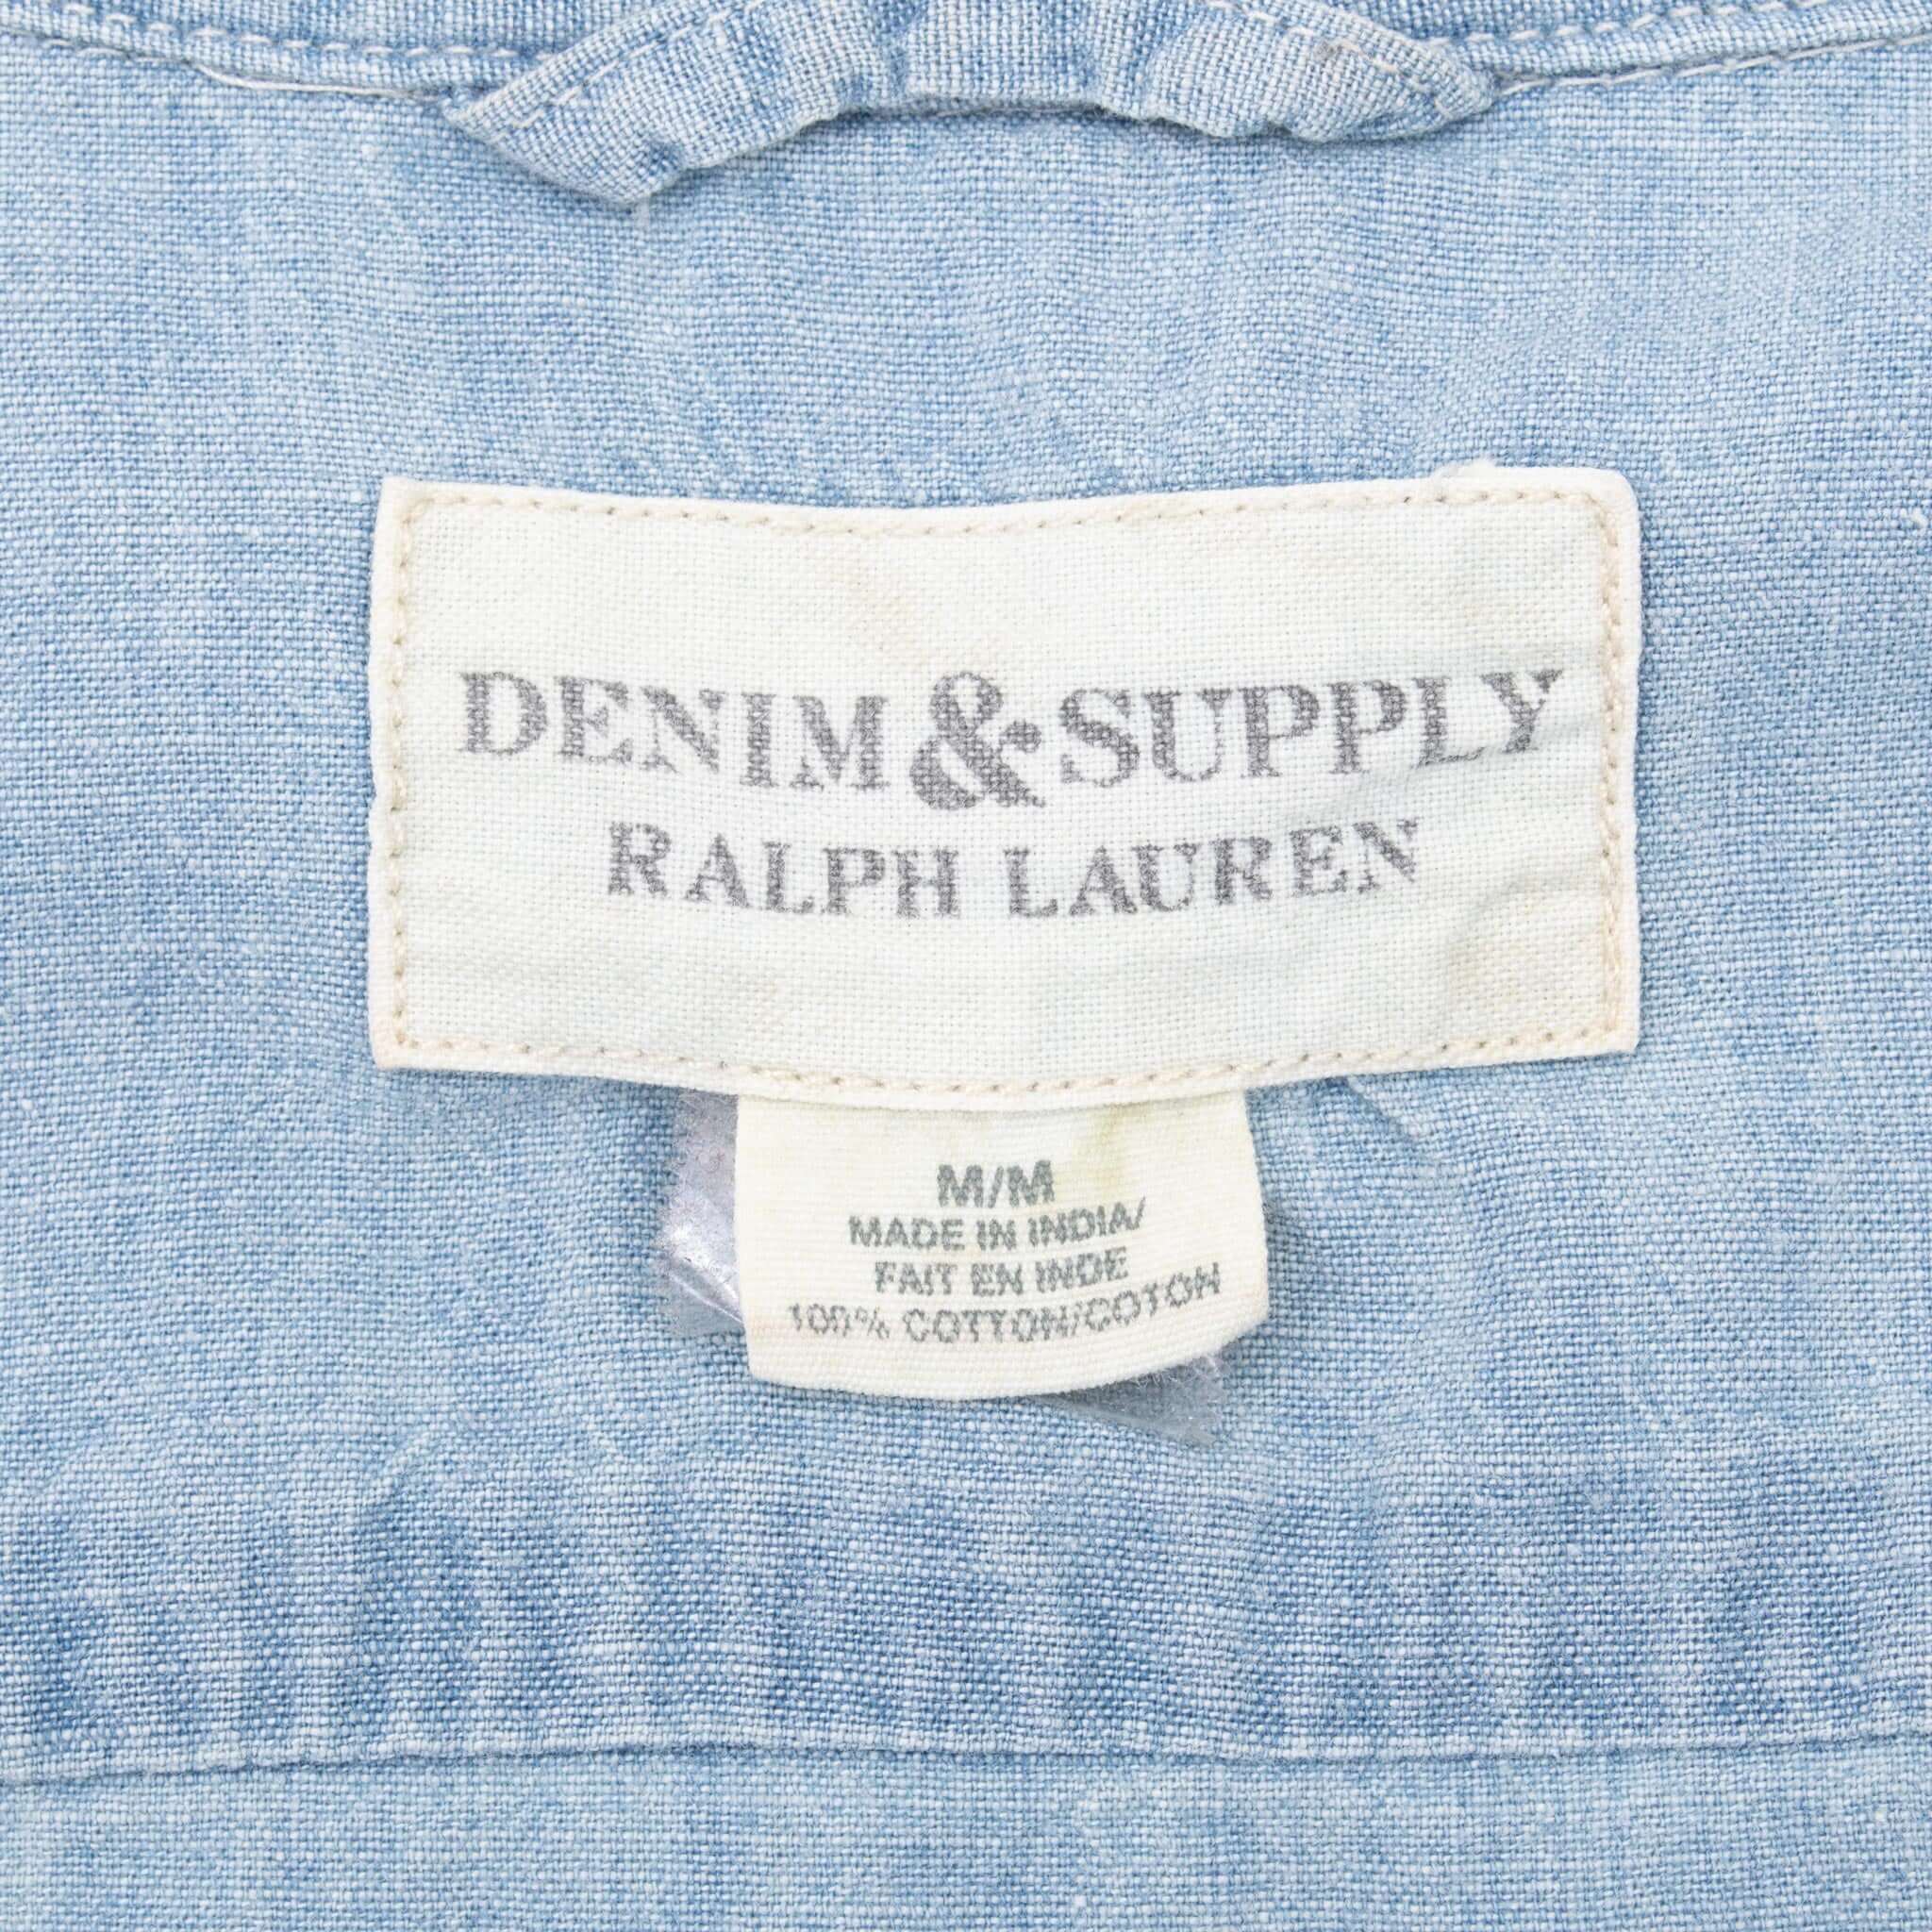 DENIM & SUPPLY
RALPH LAUREN
M/M
MADE IN INDIA/
FAIT EN INDE
100% COTTON/COTON